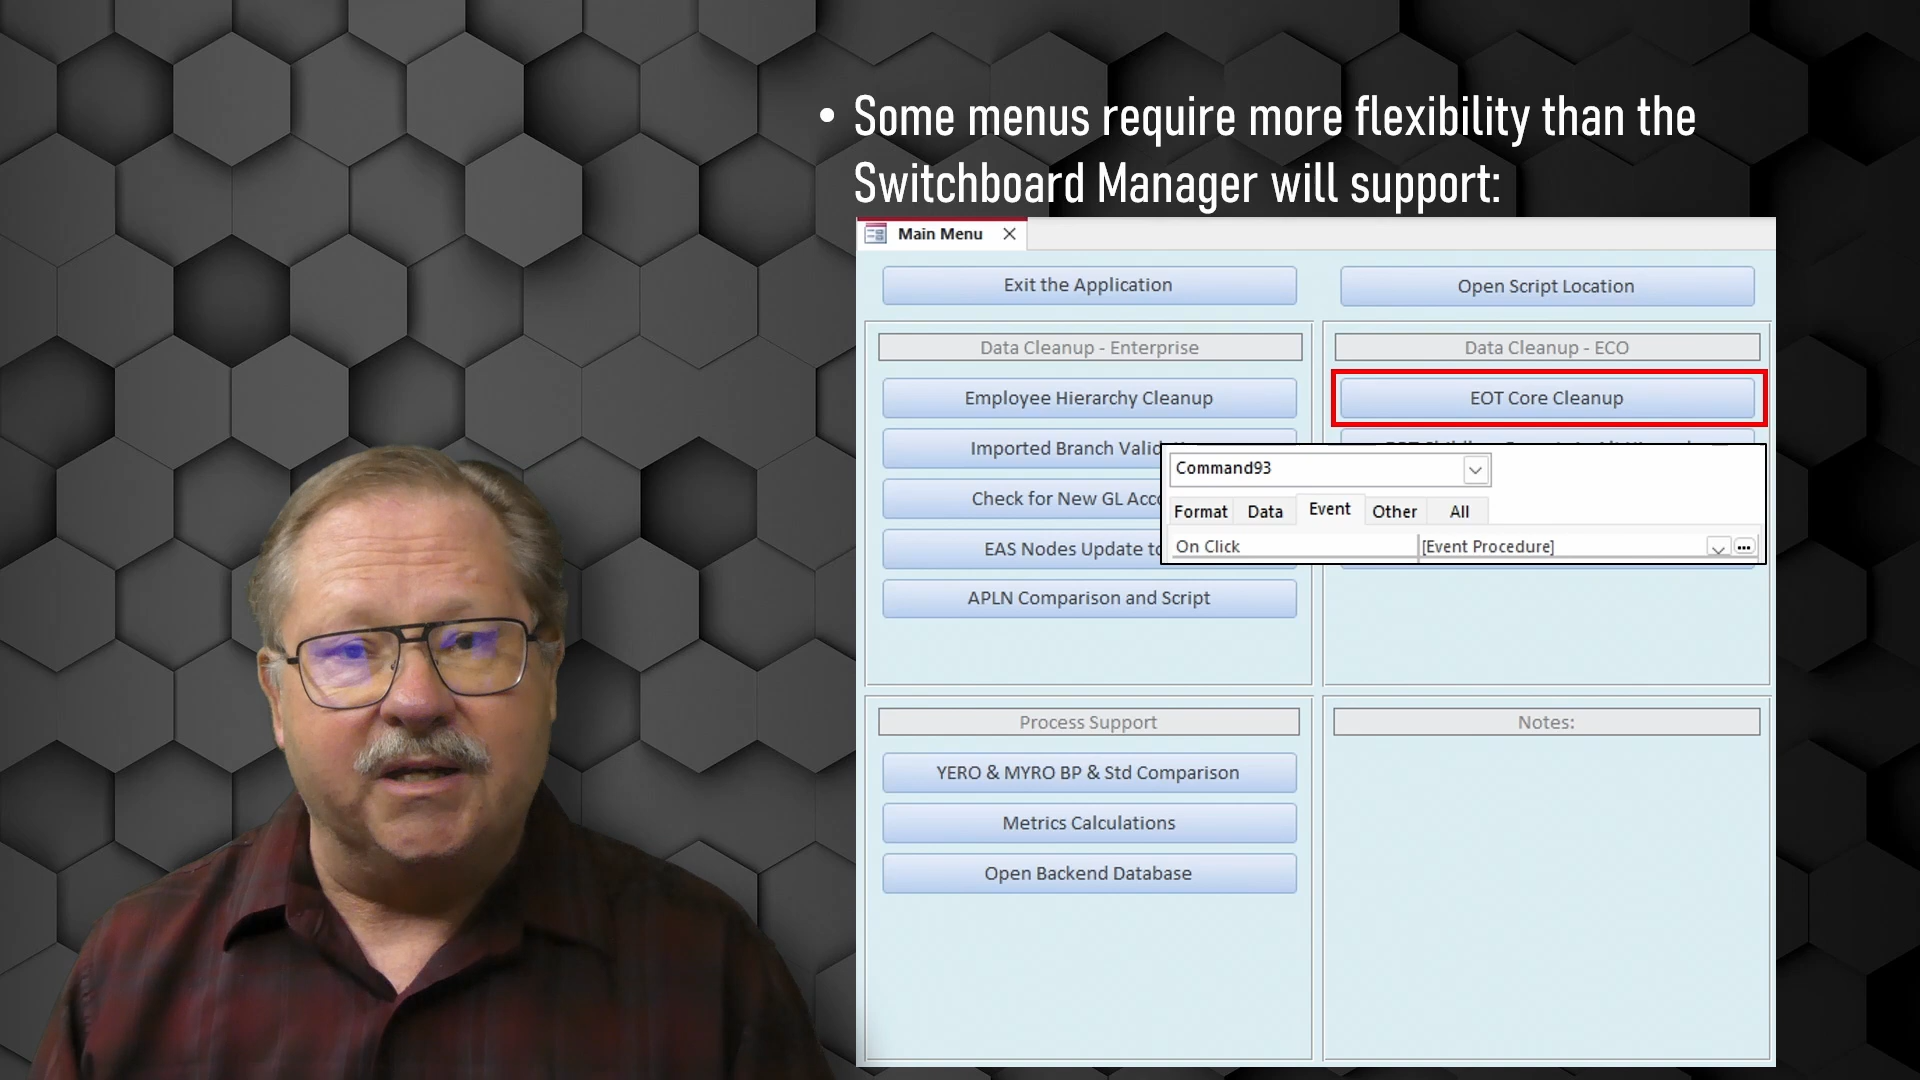 • Some menus require more flexibility than the
Switchboard Manager will support:
Main Menu
Exit the Application
Open Script Location
Data Cleanup - Enterprise
Data Cleanup - ECO
Employee Hierarchy Cleanup
EOT Core Cleanup
Imported Branch
Check for New GL
EAS Nodes Update
APLN Comparison and Script
Command93
Format Data Event Other All
On Click [Event Procedure]
Process Support
Notes:
YERO & MYRO BP & Std Comparison
Metrics Calculations
Open Backend Database